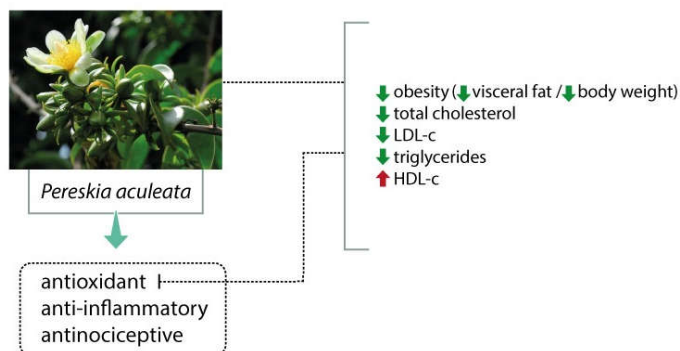 Pereskia aculeata
antioxidant
anti-inflammatory
antinociceptive
obesity (visceral fat / body weight)
total cholesterol
LDL-c
triglycerides
HDL-c